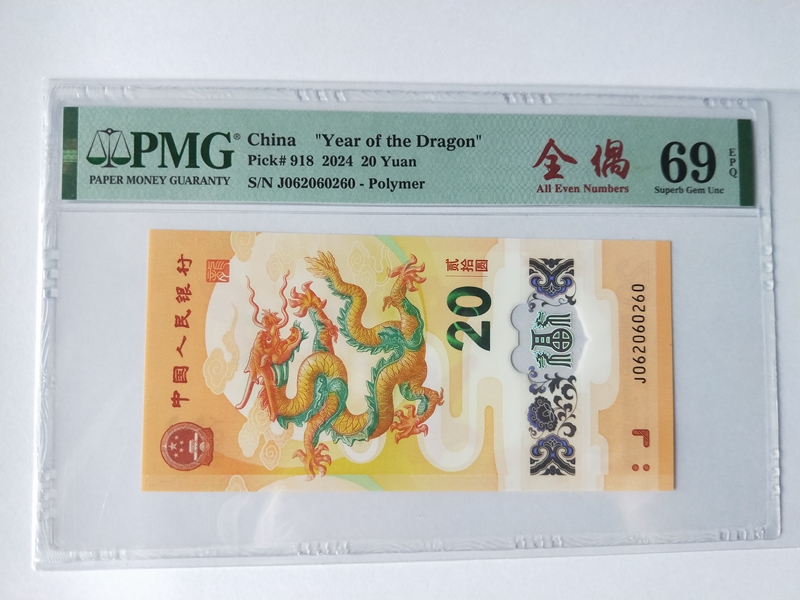 PMG®
PAPER MONEY GUARANTY
China "Year of the Dragon"
Pick# 918 2024 20 Yuan
S/N J062060260 - Polymer
全偶
All Even Numbers
69
EPQ
Superb Gem Unc
中国人民银行
贰拾圆
20
福
J062060260